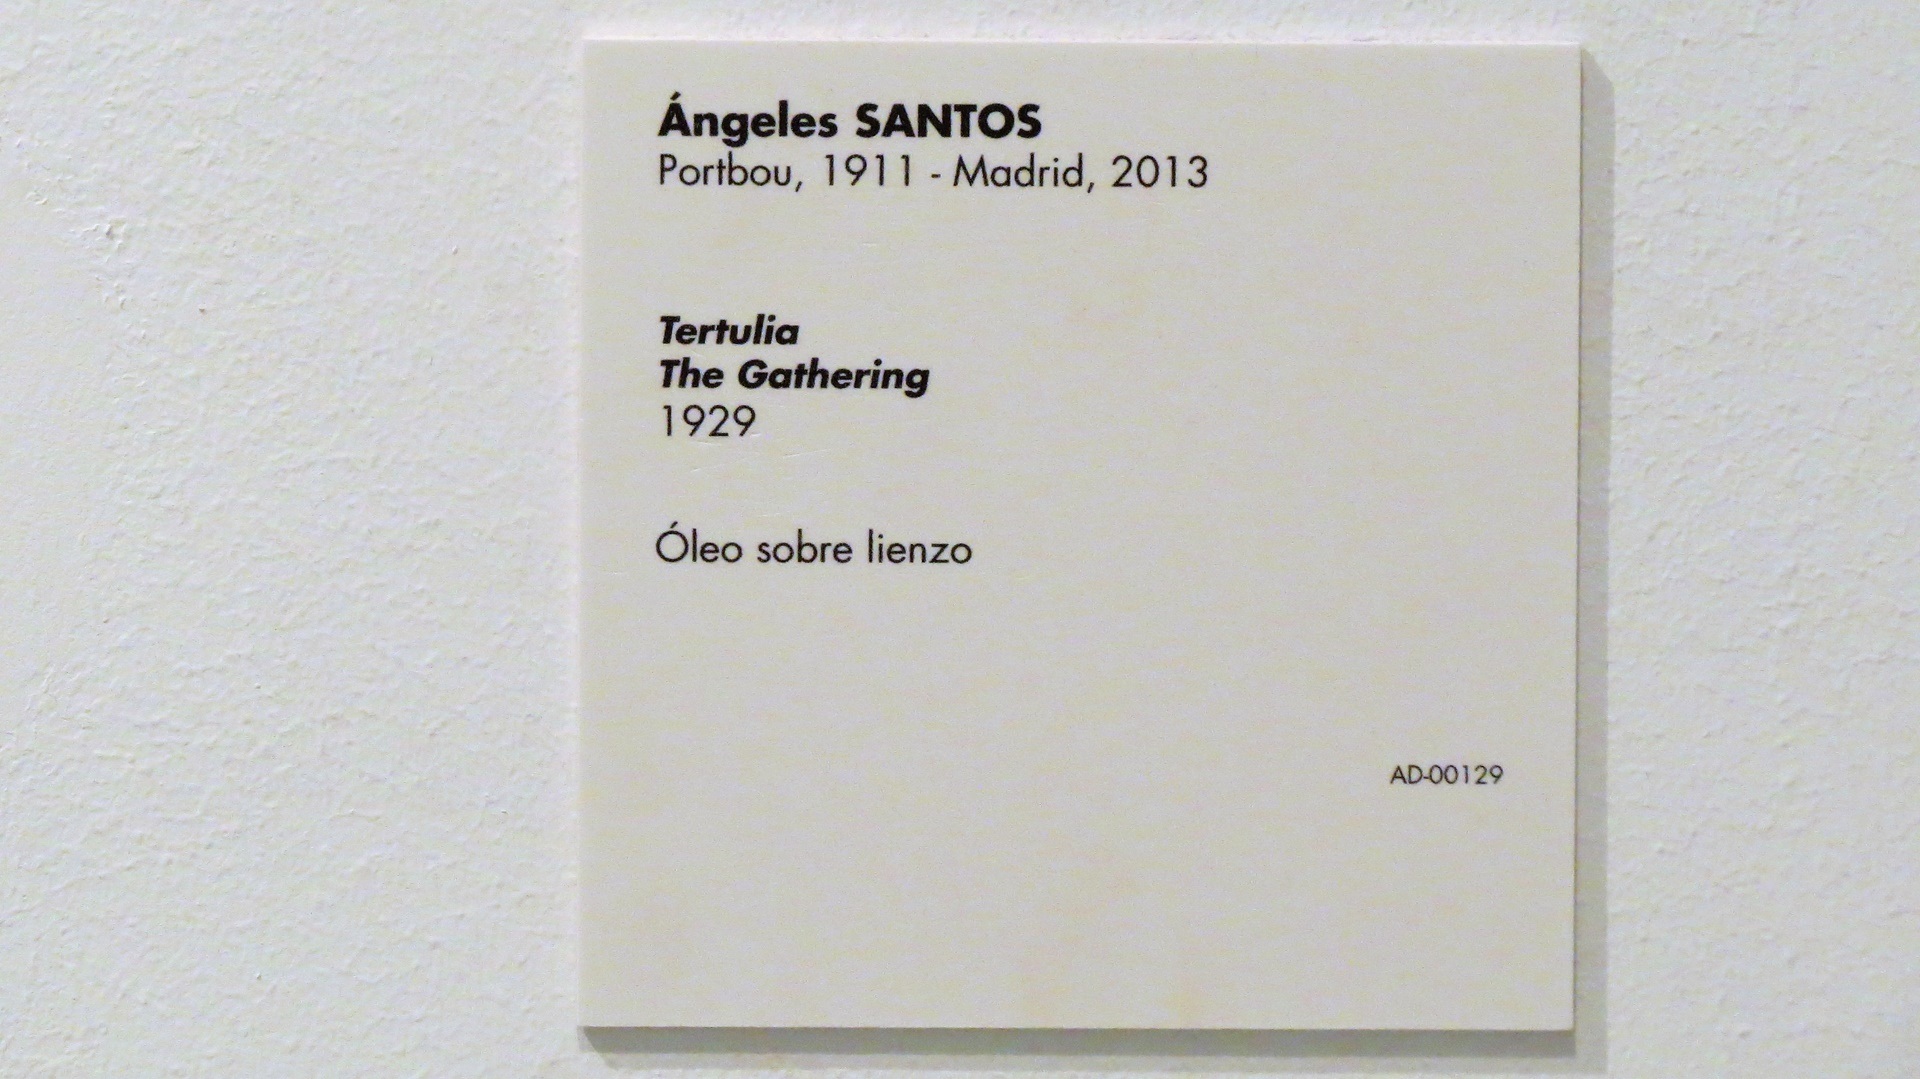 Ángeles SANTOS
Portbou, 1911 - Madrid, 2013
Tertulia
The Gathering
1929
Óleo sobre lienzo
AD-00129